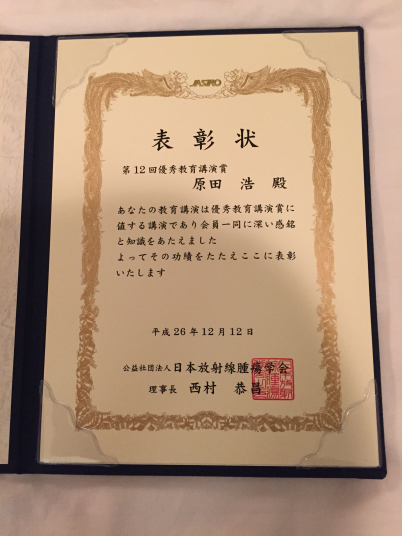 JASTRO
表彰状
第12回優秀教育講演賞
原田 浩 殿
あなたの教育講演は優秀教育講演賞に
値する講演であり会員一同に深い感銘
と知識をあたえました
よってその功績をたたえここに表彰
いたします
平成26年12月12日
公益社団法人日本放射線腫瘍学会
理事長 西村 恭昌